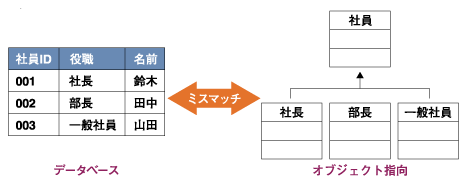 社員ID 役職 名前
001 社長 鈴木
002 部長 田中
003 一般社員 山田
データベース
ミスマッチ
社員
社長 部長 一般社員
オブジェクト指向